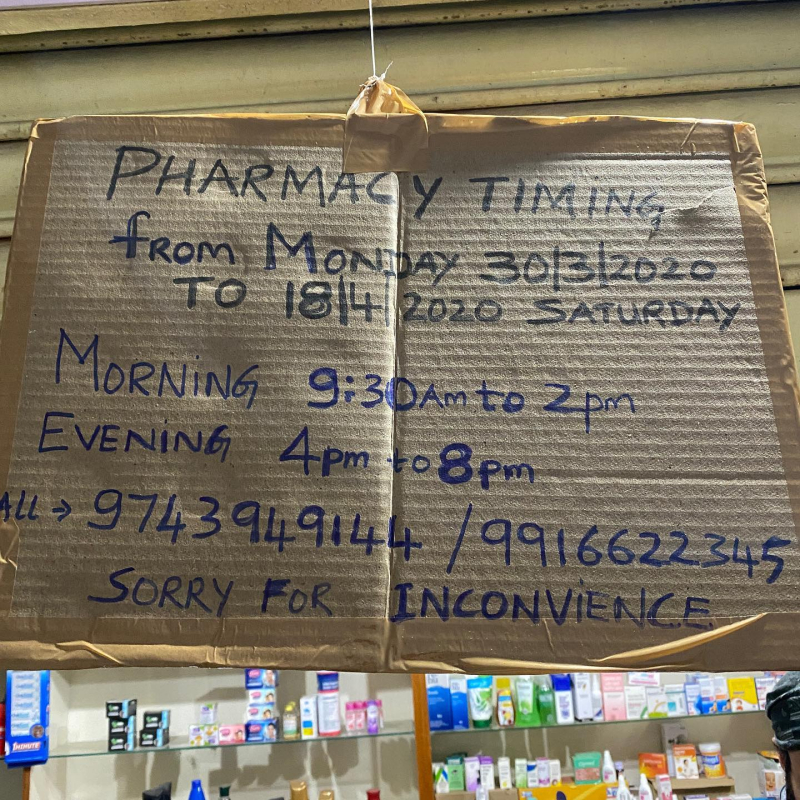 PHARMACY TIMING
fROM MONDAY 30|3|2020
TO 18|4|2020 SATURDAY
MORNING 9:30Am to 2pm
EVENING 4pm to 8pm
ALL → 9743949144 / 9916622345
SORRY FOR INCONVIENCE